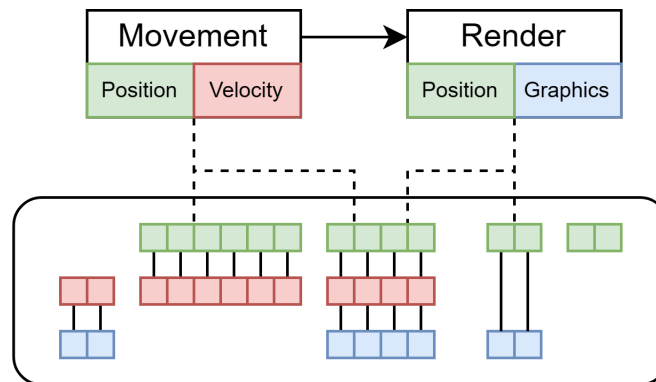 Movement
Render
Position
Velocity
Position
Graphics